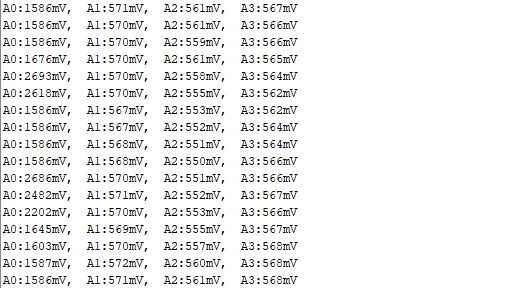 A0:1586mV,  A1:571mV,  A2:561mV,  A3:567mV
A0:1586mV,  A1:570mV,  A2:561mV,  A3:566mV
A0:1586mV,  A1:570mV,  A2:559mV,  A3:566mV
A0:1676mV,  A1:570mV,  A2:561mV,  A3:565mV
A0:2693mV,  A1:570mV,  A2:558mV,  A3:564mV
A0:2618mV,  A1:570mV,  A2:555mV,  A3:562mV
A0:1586mV,  A1:567mV,  A2:553mV,  A3:562mV
A0:1586mV,  A1:567mV,  A2:552mV,  A3:564mV
A0:1586mV,  A1:568mV,  A2:551mV,  A3:564mV
A0:1586mV,  A1:568mV,  A2:550mV,  A3:566mV
A0:2686mV,  A1:570mV,  A2:551mV,  A3:566mV
A0:2482mV,  A1:571mV,  A2:552mV,  A3:567mV
A0:2202mV,  A1:570mV,  A2:553mV,  A3:566mV
A0:1645mV,  A1:569mV,  A2:555mV,  A3:567mV
A0:1603mV,  A1:570mV,  A2:557mV,  A3:568mV
A0:1587mV,  A1:572mV,  A2:560mV,  A3:568mV
A0:1586mV,  A1:571mV,  A2:561mV,  A3:568mV